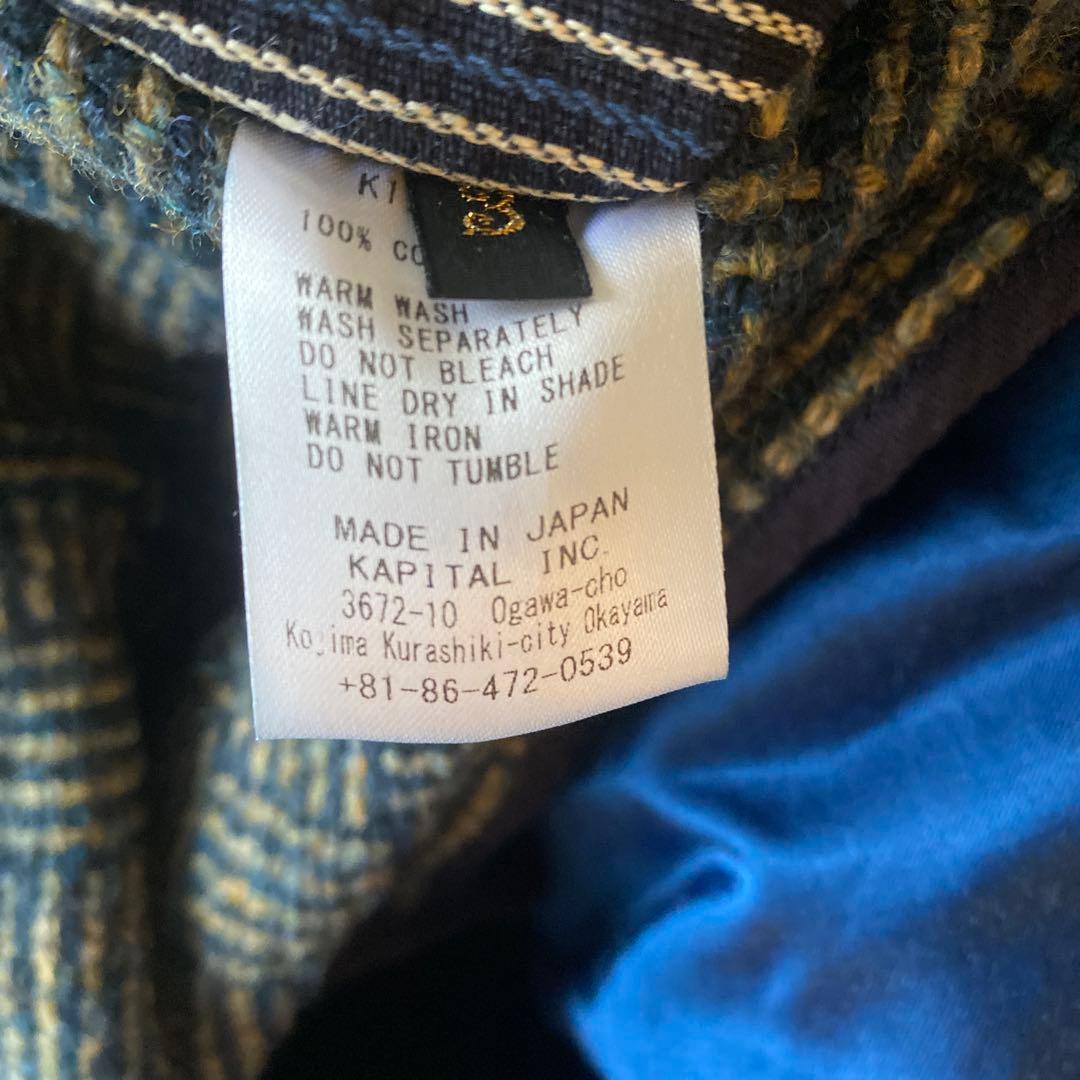 3
100%
WARM WASH
WASH SEPARATELY
DO NOT BLEACH
LINE DRY IN SHADE
WARM IRON
DO NOT TUMBLE
MADE IN JAPAN
KAPITAL INC.
3672-10 Ogawa-cho
Kojima Kurashiki-city Okayama
+81-86-472-0539